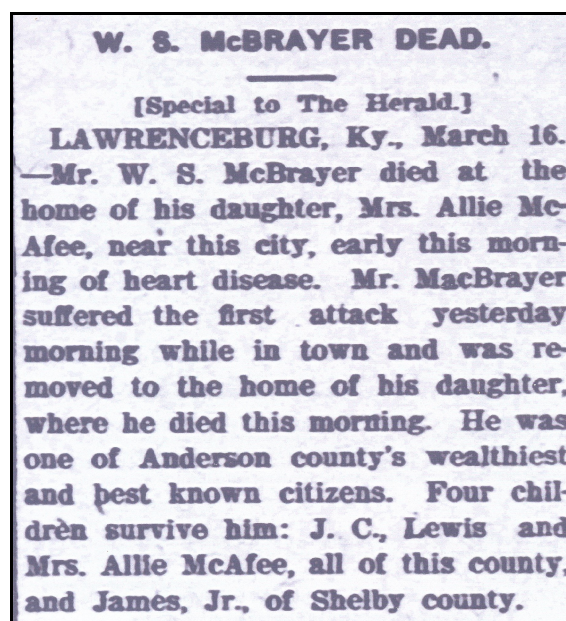 W. S. McBRAYER DEAD.
[Special to The Herald.]
LAWRENCEBURG, Ky., March 16.
—Mr. W. S. McBrayer died at the
home of his daughter, Mrs. Allie Mc-
Afee, near this city, early this morn-
ing of heart disease. Mr. MacBrayer
suffered the first attack yesterday
morning while in town and was re-
moved to the home of his daughter,
where he died this morning. He was
one of Anderson county's wealthiest
and best known citizens. Four chil-
dren survive him: J. C., Lewis and
Mrs. Allie McAfee, all of this county,
and James, Jr., of Shelby county.